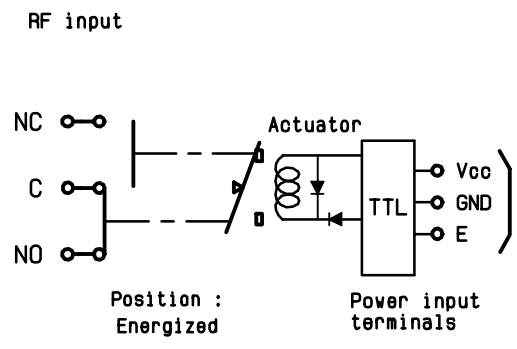 RF input
Actuator
NC
C
NO
TTL
Vcc
GND
E
Position :
Energized
Power input
terminals